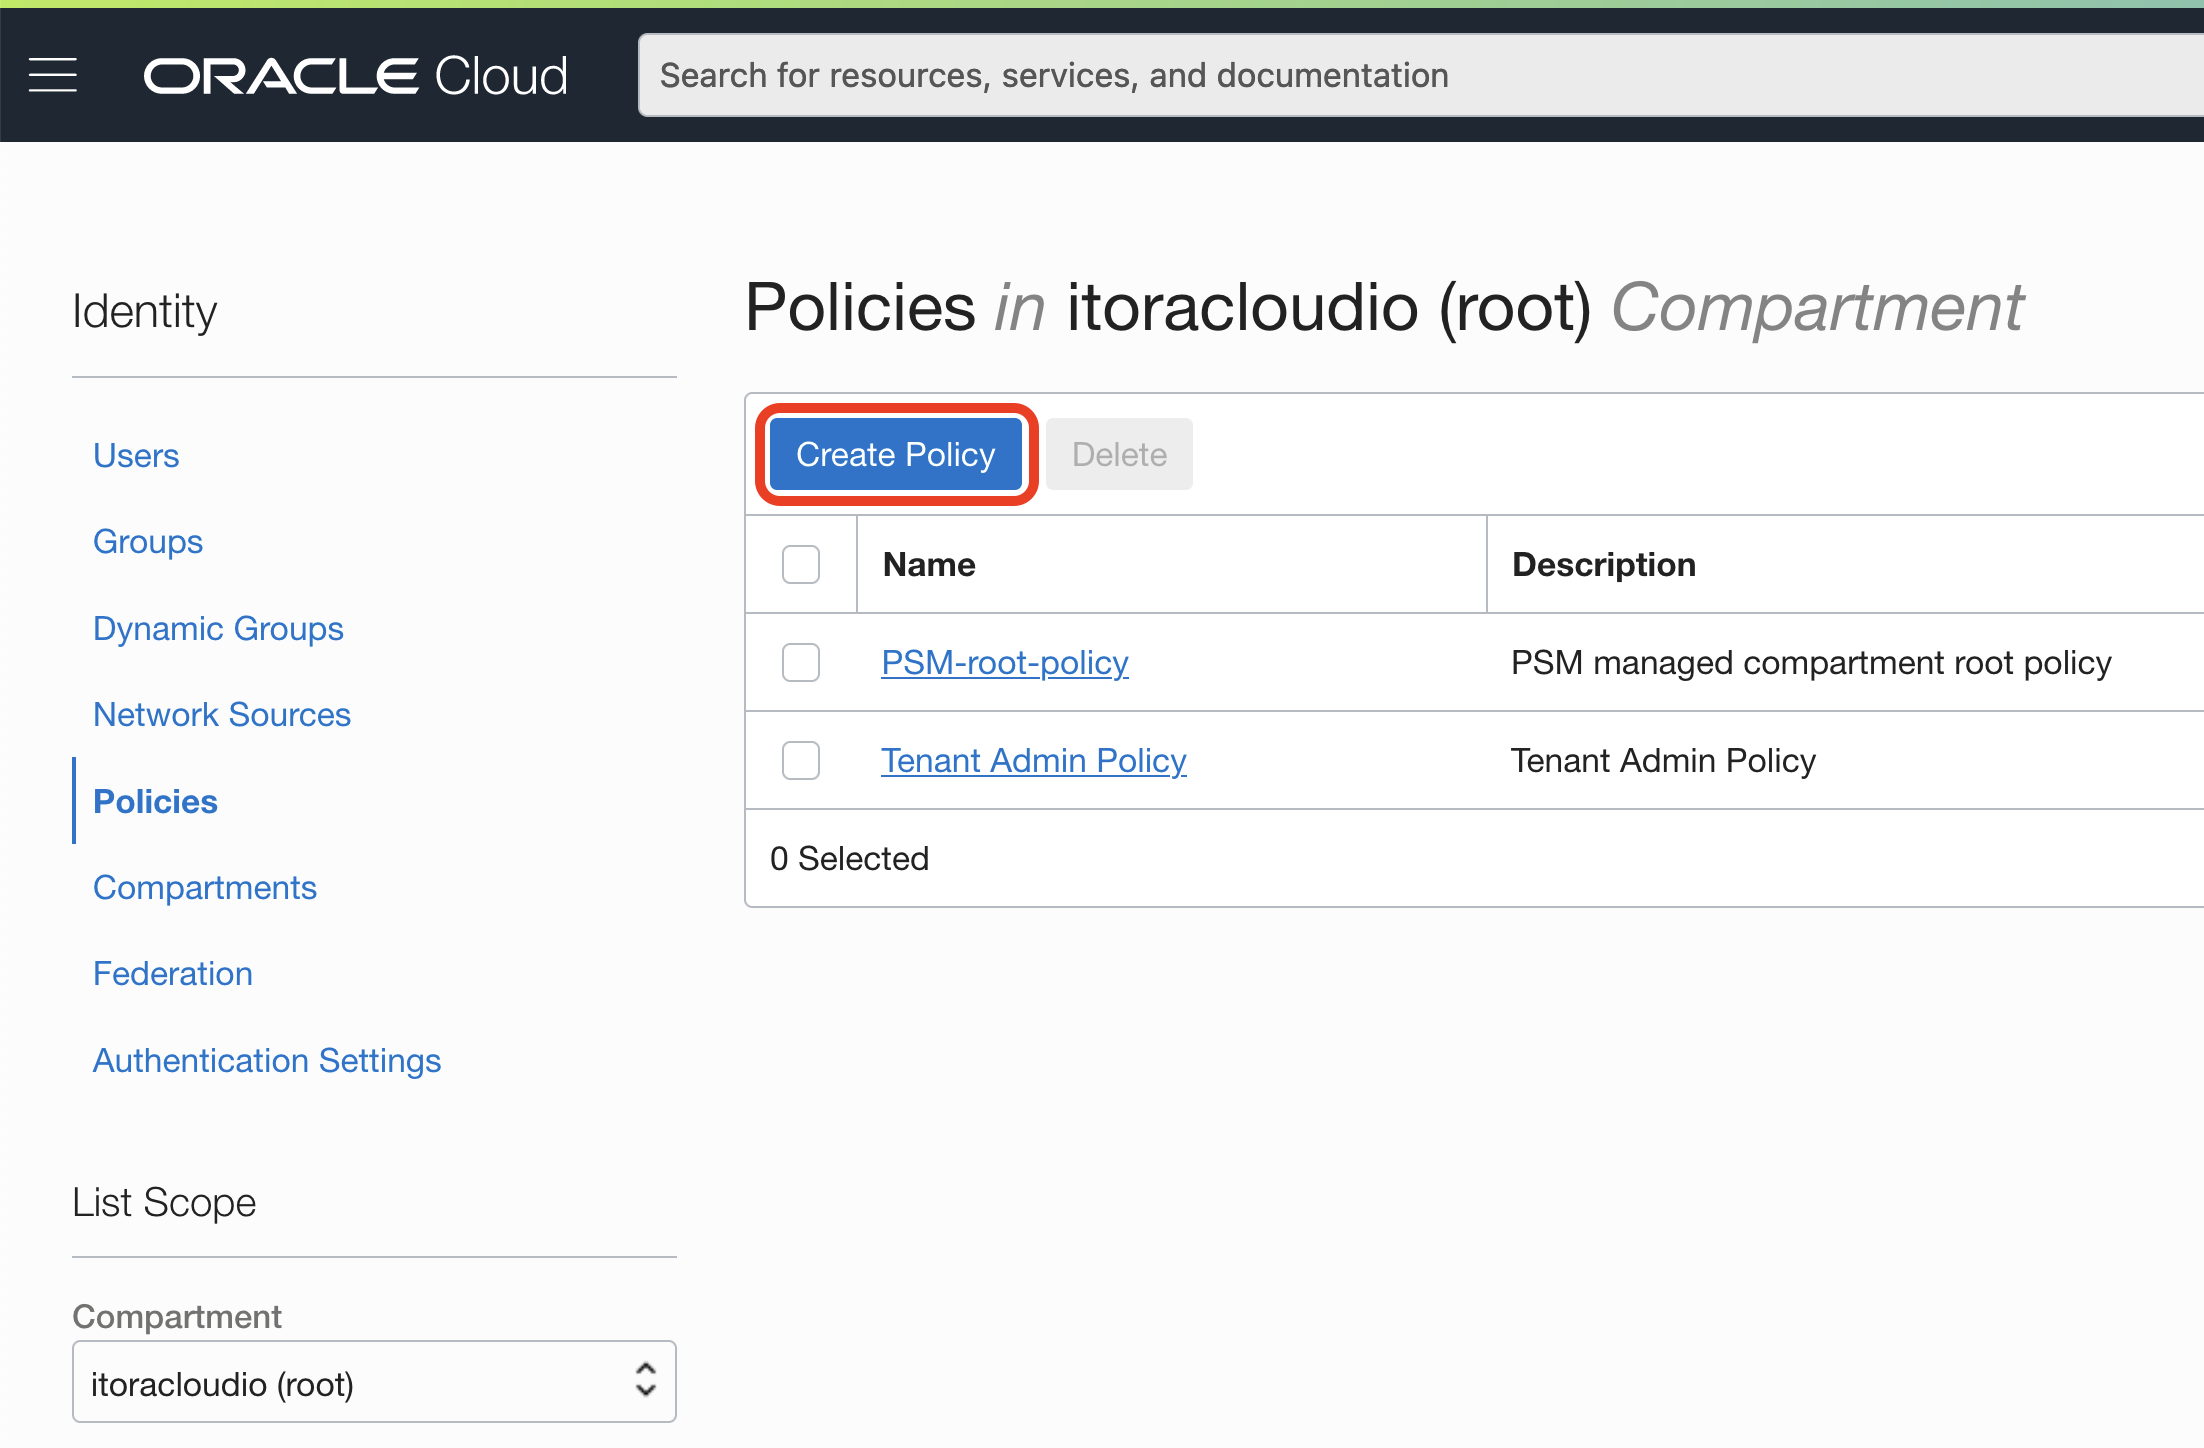 ORACLE Cloud
Search for resources, services, and documentation
Identity
Users
Groups
Dynamic Groups
Network Sources
Policies
Compartments
Federation
Authentication Settings
List Scope
Compartment
itoracloudio (root)
Policies in itoracloudio (root) Compartment
Create Policy Delete
Name Description
PSM-root-policy PSM managed compartment root policy
Tenant Admin Policy Tenant Admin Policy
0 Selected